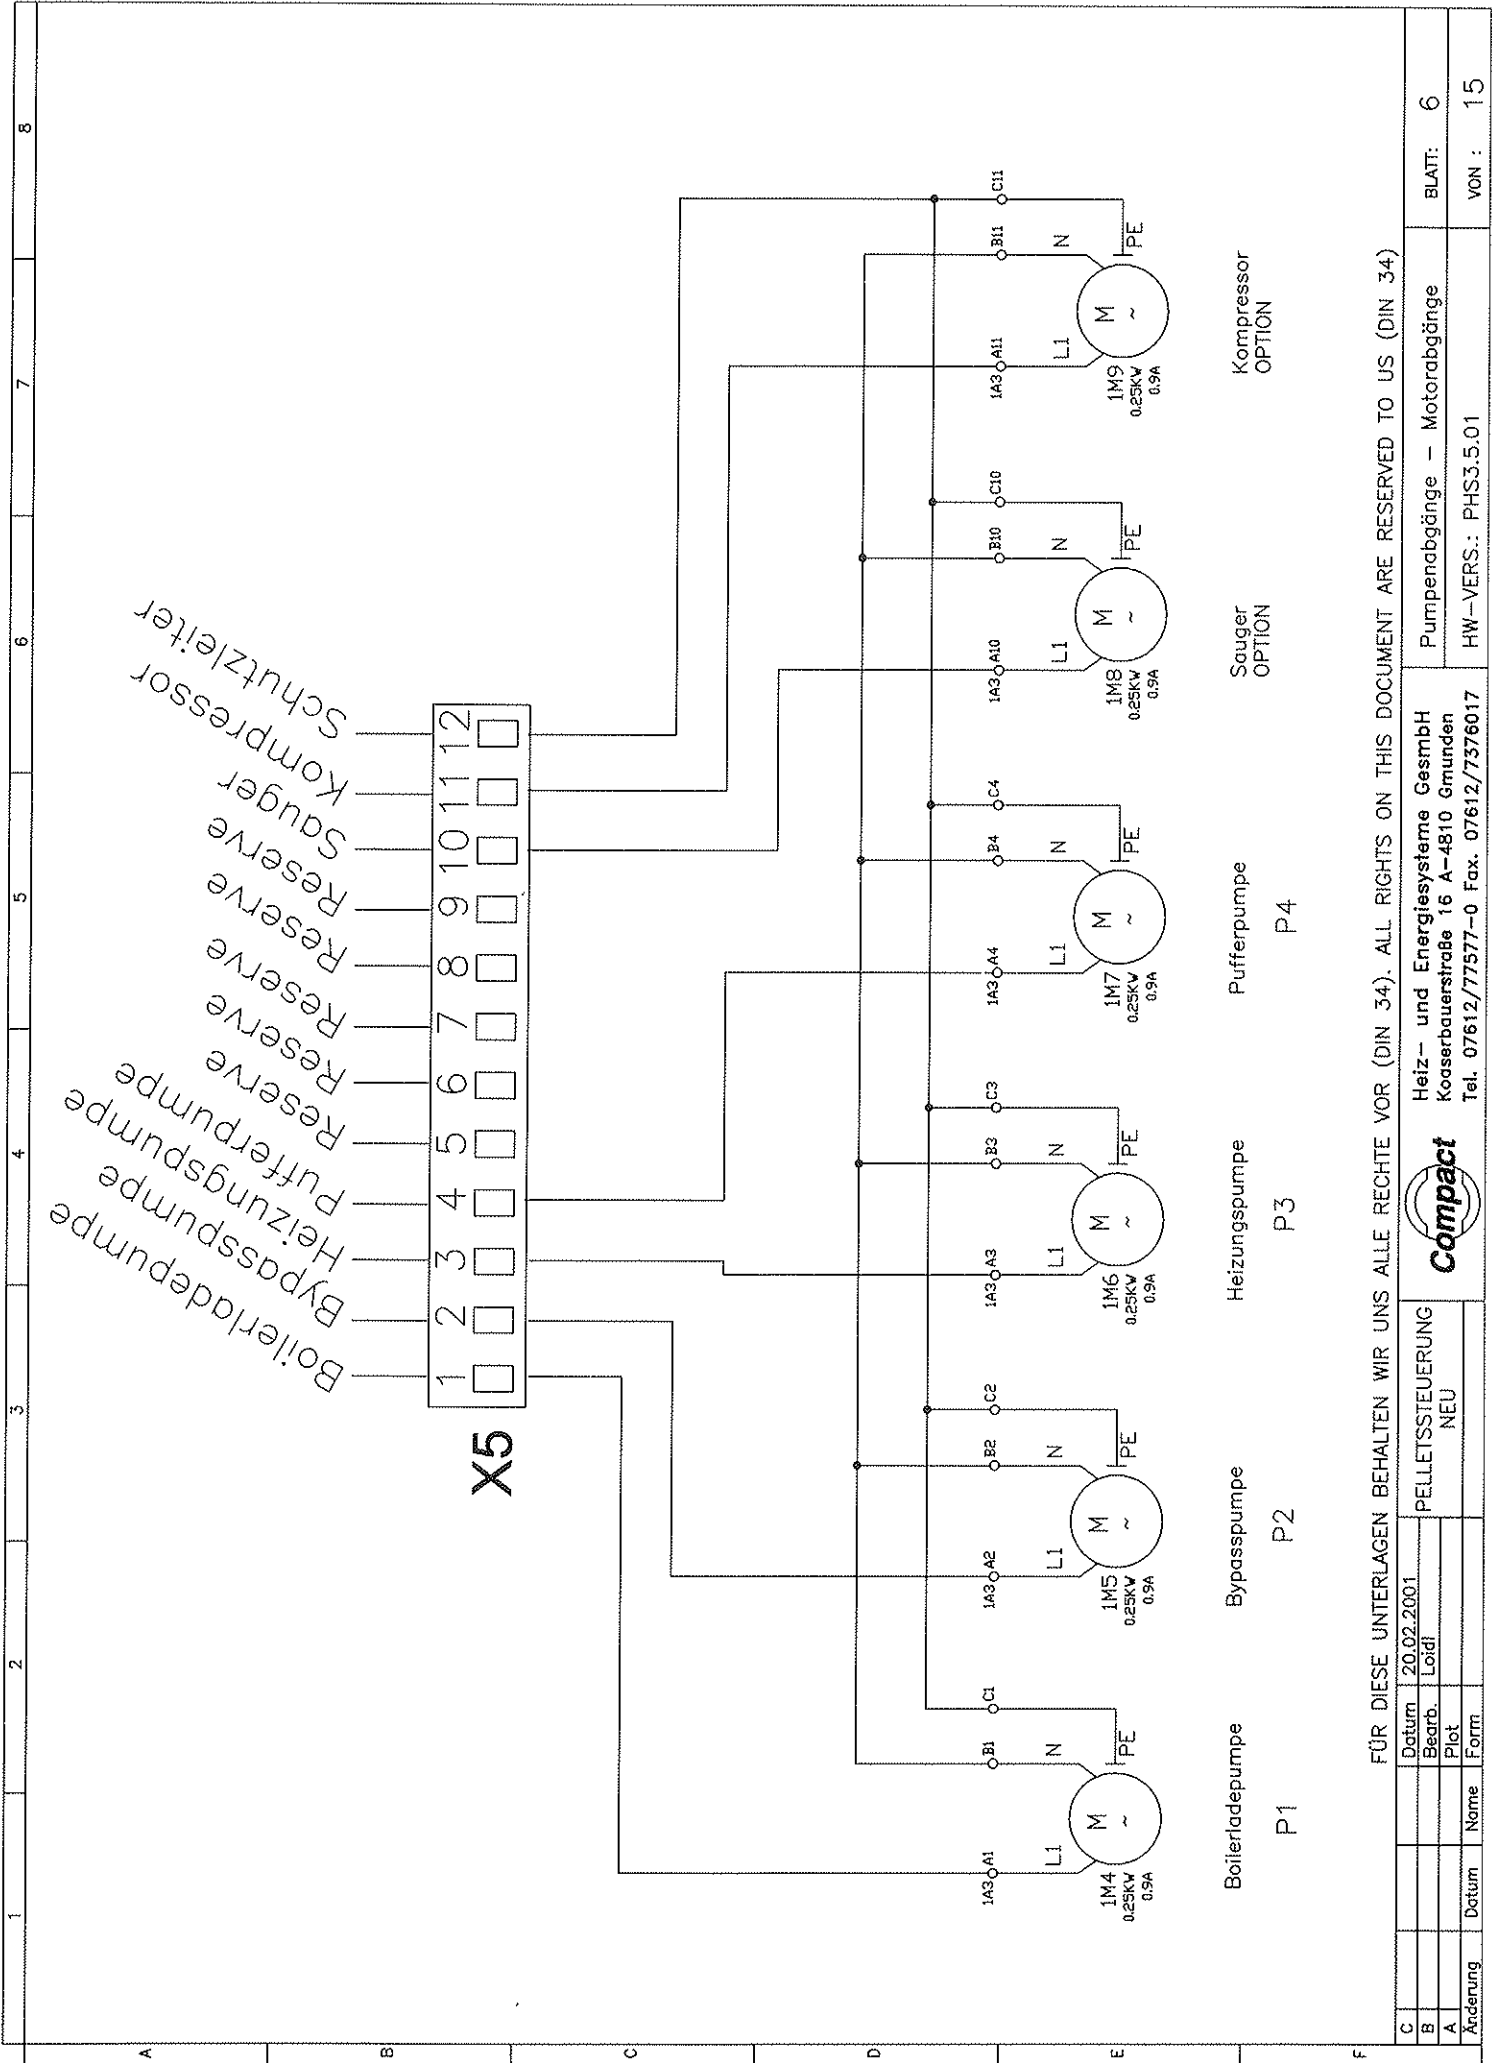 1 2 3 4 5 6 7 8
A
B
C
D
E
F
Boilerladepumpe
Bypasspumpe
Heizungspumpe
Pufferpumpe
Reserve
Reserve
Reserve
Reserve
Reserve
Sauger
Kompressor
Schutzleiter
X5
1 2 3 4 5 6 7 8 9 10 11 12
1A3 A1 B1 C1
L1 N
M
~
PE
1M4
0.25KW
0.9A
Boilerladepumpe
P1
1A3 A2 B2 C2
L1 N
M
~
PE
1M5
0.25KW
0.9A
Bypasspumpe
P2
1A3 A3 B3 C3
L1 N
M
~
PE
1M6
0.25KW
0.9A
Heizungspumpe
P3
1A3 A4 B4 C4
L1 N
M
~
PE
1M7
0.25KW
0.9A
Pufferpumpe
P4
1A3 A10 B10 C10
L1 N
M
~
PE
1M8
0.25KW
0.9A
Sauger
OPTION
1A3 A11 B11 C11
L1 N
M
~
PE
1M9
0.25KW
0.9A
Kompressor
OPTION
FÜR DIESE UNTERLAGEN BEHALTEN WIR UNS ALLE RECHTE VOR (DIN 34). ALL RIGHTS ON THIS DOCUMENT ARE RESERVED TO US (DIN 34)
C
B
A
Änderung Datum Name Form
Datum 20.02.2001
Bearb. Loidl
Plot
PELLETSSTEUERUNG
NEU
Compact
Heiz- und Energiesysteme GesmbH
Koaserbauerstraße 16 A-4810 Gmunden
Tel. 07612/77577-0 Fax. 07612/7376017
Pumpenabgänge - Motorabgänge
HW-VERS.: PHS3.5.01
BLATT: 6
VON : 15